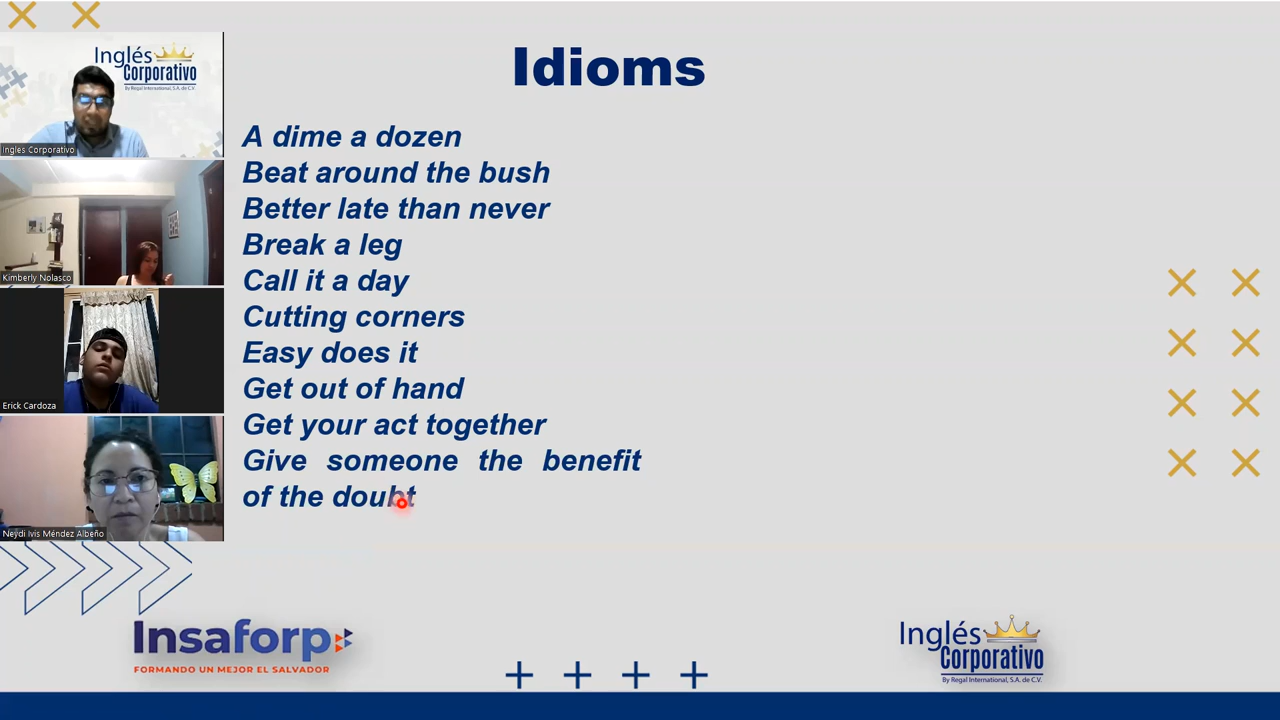 Inglés
Corporativo
By Regal International, S.A. de C.V.
Ingles Corporativo
Kimberly Nolasco
Erick Cardoza
Neydi Ivis Méndez Albeño
Idioms
A dime a dozen
Beat around the bush
Better late than never
Break a leg
Call it a day
Cutting corners
Easy does it
Get out of hand
Get your act together
Give someone the benefit
of the doubt
Insaforp
FORMANDO UN MEJOR EL SALVADOR
Inglés
Corporativo
By Regal International, S.A. de C.V.